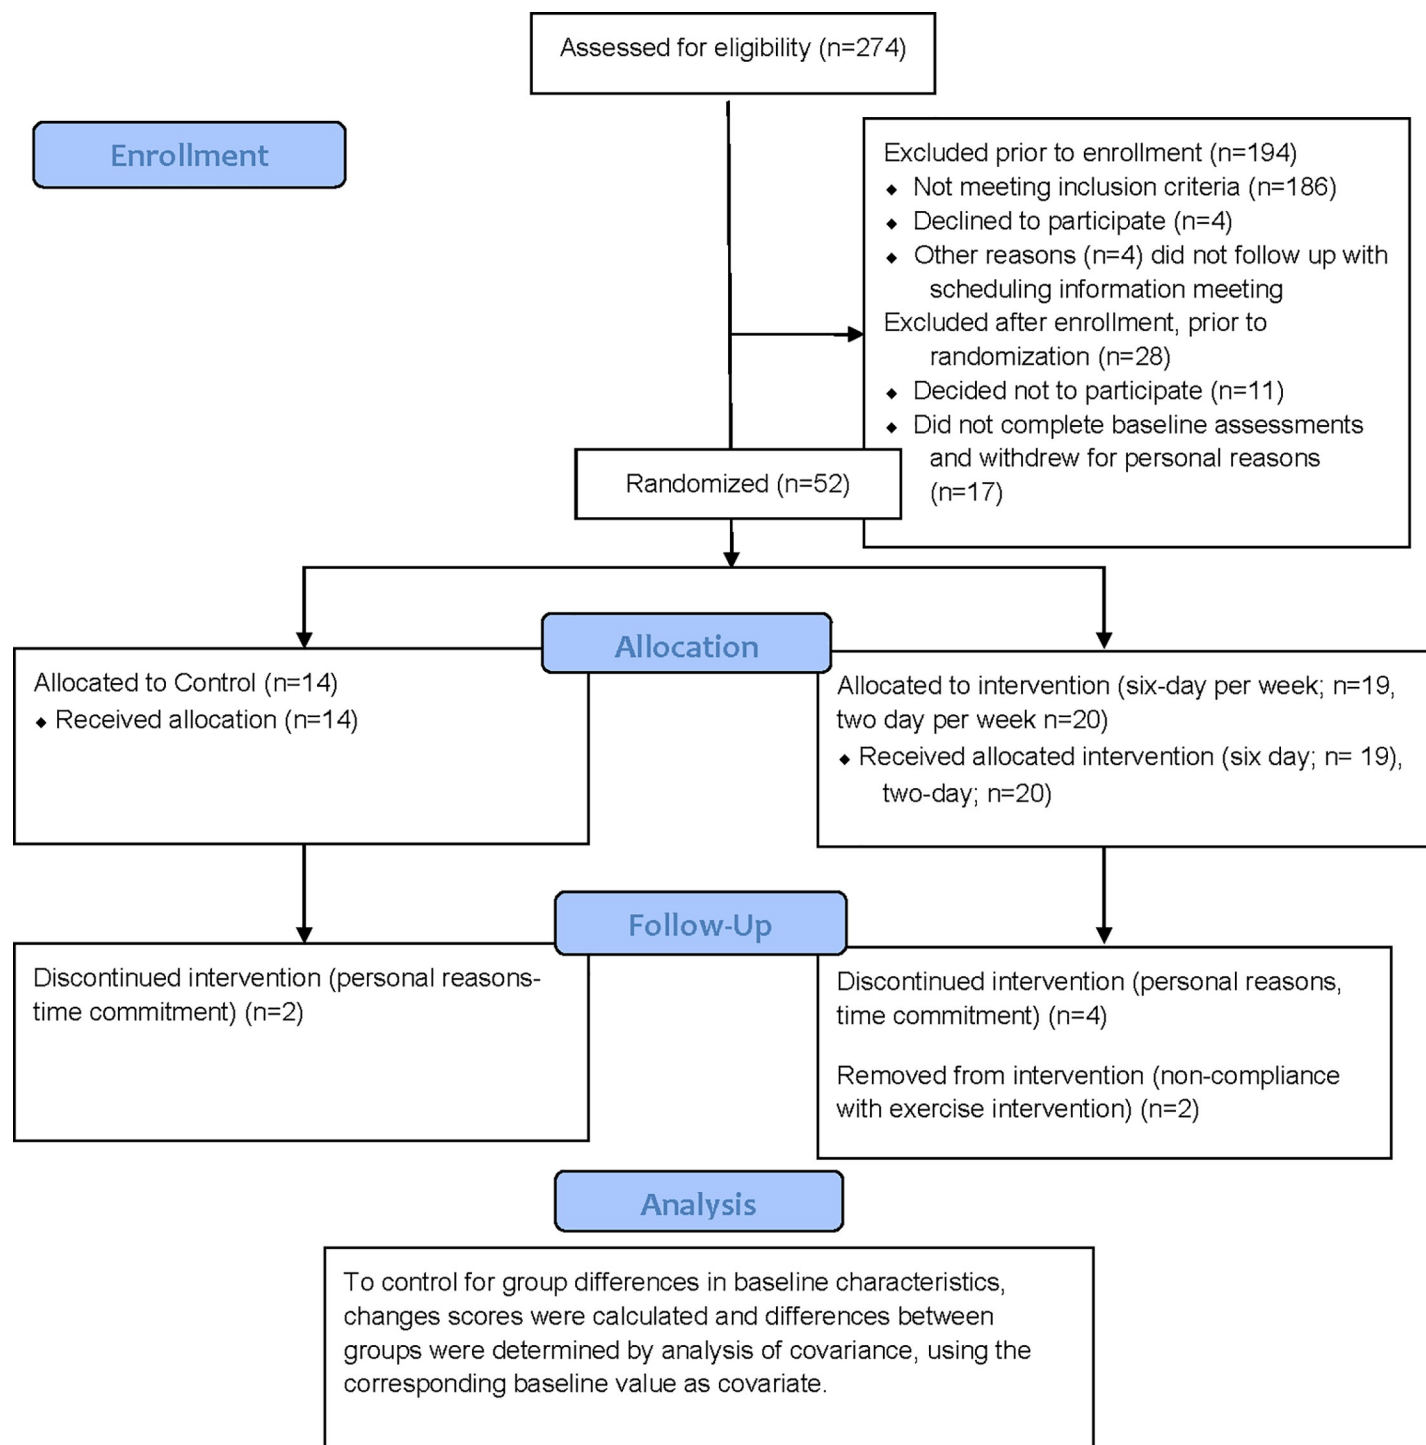 Assessed for eligibility (n=274)
Enrollment
Excluded prior to enrollment (n=194)
⬥ Not meeting inclusion criteria (n=186)
⬥ Declined to participate (n=4)
⬥ Other reasons (n=4) did not follow up with
scheduling information meeting
Excluded after enrollment, prior to
randomization (n=28)
⬥ Decided not to participate (n=11)
⬥ Did not complete baseline assessments
and withdrew for personal reasons
(n=17)
Randomized (n=52)
Allocation
Allocated to Control (n=14)
⬥ Received allocation (n=14)
Allocated to intervention (six-day per week; n=19,
two day per week n=20)
⬥ Received allocated intervention (six day; n= 19),
two-day; n=20)
Follow-Up
Discontinued intervention (personal reasons-
time commitment) (n=2)
Discontinued intervention (personal reasons,
time commitment) (n=4)
Removed from intervention (non-compliance
with exercise intervention) (n=2)
Analysis
To control for group differences in baseline characteristics,
changes scores were calculated and differences between
groups were determined by analysis of covariance, using the
corresponding baseline value as covariate.